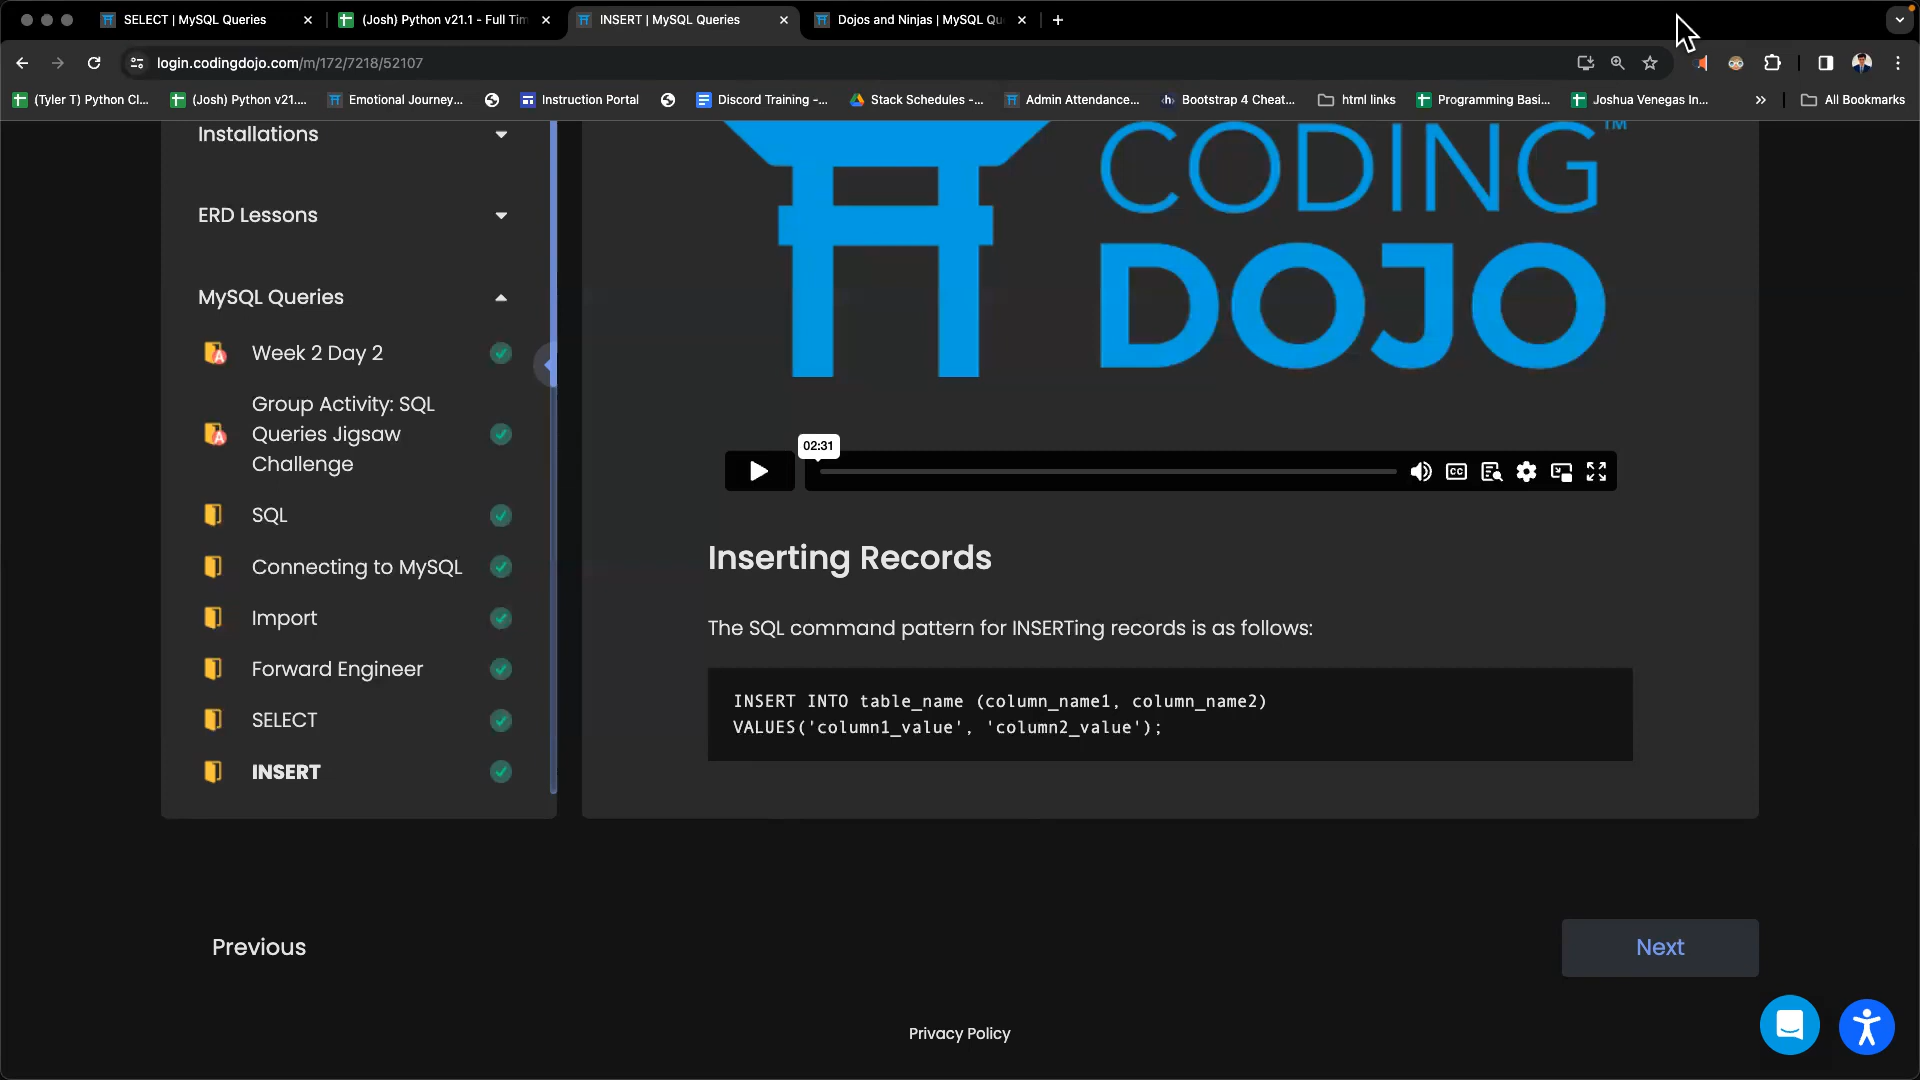 SELECT | MySQL Queries
(Josh) Python v21.1 - Full Tim
INSERT | MySQL Queries
Dojos and Ninjas | MySQL Qu
login.codingdojo.com/m/172/7218/52107
(Tyler T) Python Cl...
(Josh) Python v21....
Emotional Journey...
Instruction Portal
Discord Training -...
Stack Schedules -...
Admin Attendance...
Bootstrap 4 Cheat...
html links
Programming Basi...
Joshua Venegas In...
All Bookmarks
Installations
ERD Lessons
MySQL Queries
Week 2 Day 2
Group Activity: SQL
Queries Jigsaw
Challenge
SQL
Connecting to MySQL
Import
Forward Engineer
SELECT
INSERT
CODING
DOJO
TM
02:31
CC
Inserting Records
The SQL command pattern for INSERTing records is as follows:
INSERT INTO table_name (column_name1, column_name2)
VALUES('column1_value', 'column2_value');
Previous
Next
Privacy Policy